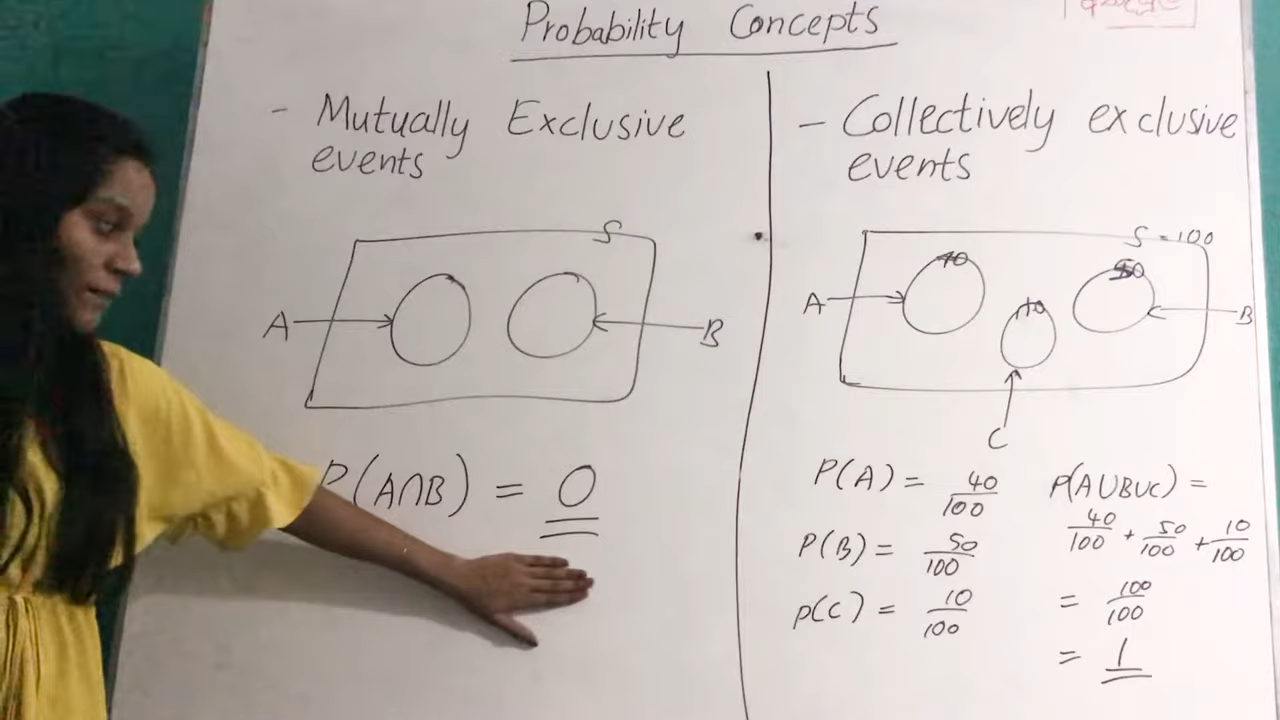 Probability Concepts
- Mutually Exclusive
events
S
A
B
P(A∩B) = 0
- Collectively exclusive
events
S = 100
40
50
10
A
B
C
P(A) = 40/100
P(B) = 50/100
P(C) = 10/100
P(A∪B∪C) =
40/100 + 50/100 + 10/100
= 100/100
= 1